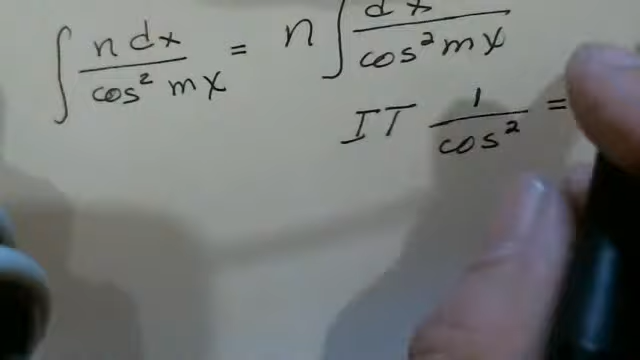 ∫ n dx / cos² mx = n ∫ dx / cos² mx
IT 1 / cos² =